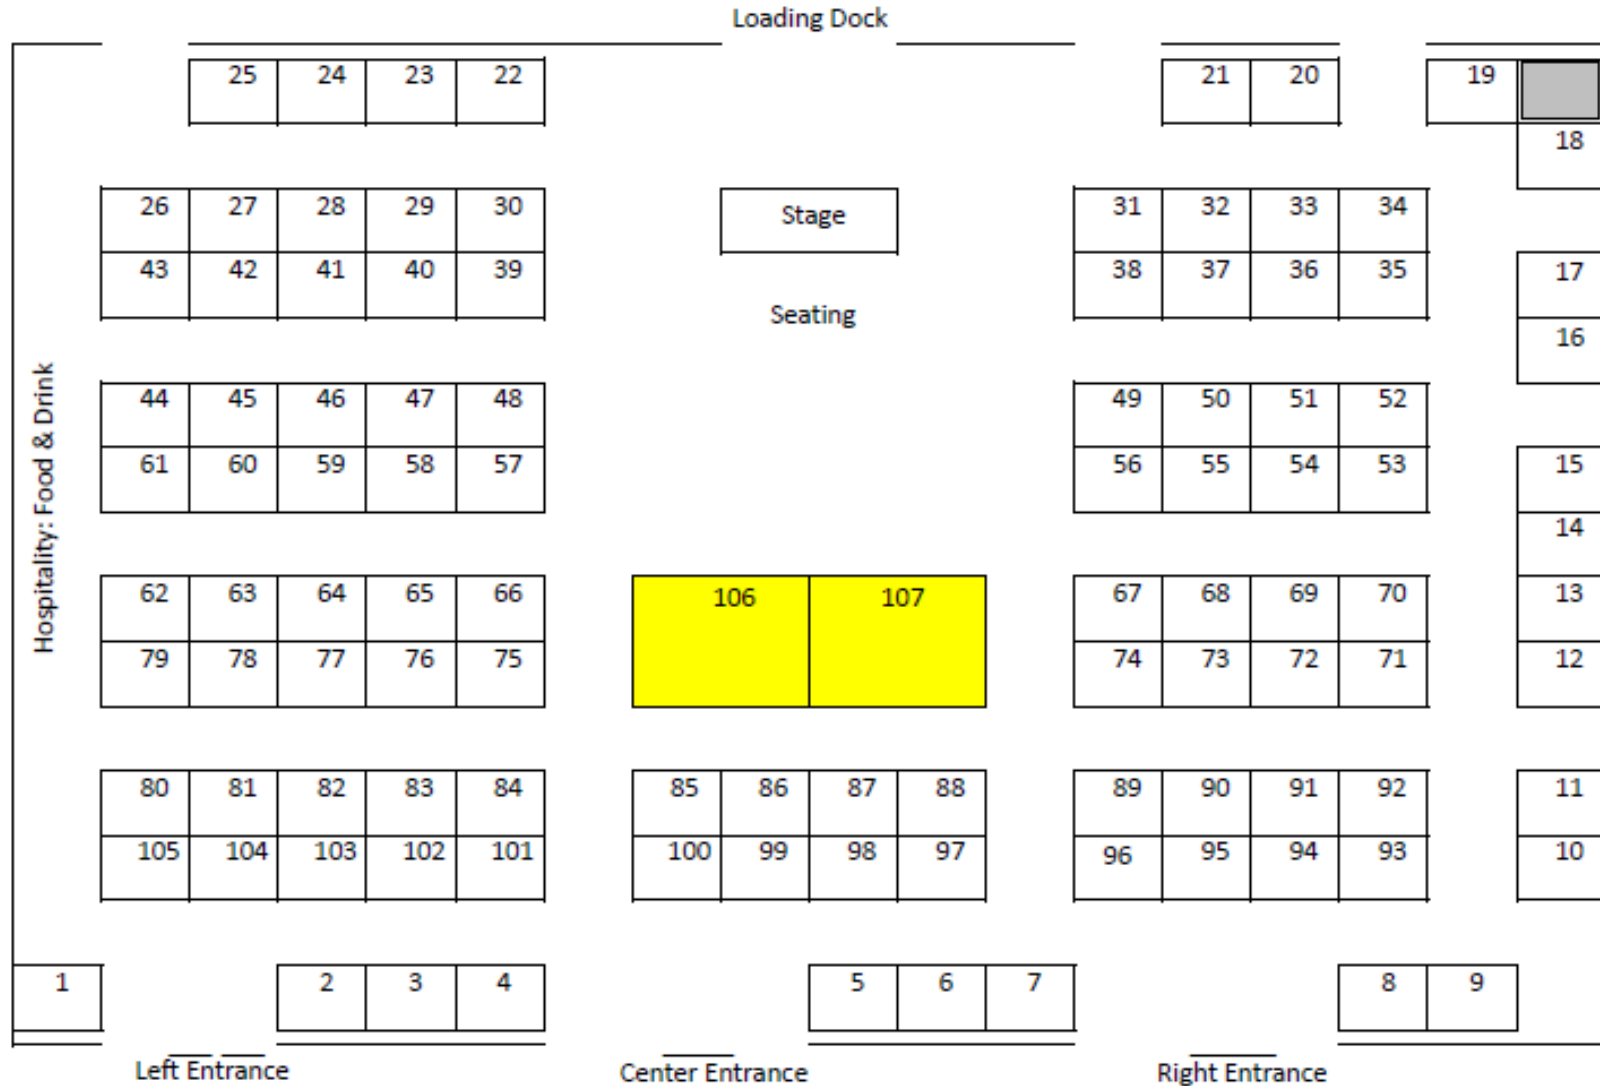 Loading Dock
25 24 23 22 21 20 19
18
26 27 28 29 30 Stage 31 32 33 34
43 42 41 40 39 38 37 36 35 17
Seating
16
Hospitality: Food & Drink
44 45 46 47 48 49 50 51 52
61 60 59 58 57 56 55 54 53 15
14
62 63 64 65 66 106 107 67 68 69 70 13
79 78 77 76 75 74 73 72 71 12
80 81 82 83 84 85 86 87 88 89 90 91 92 11
105 104 103 102 101 100 99 98 97 96 95 94 93 10
1 2 3 4 5 6 7 8 9
Left Entrance Center Entrance Right Entrance